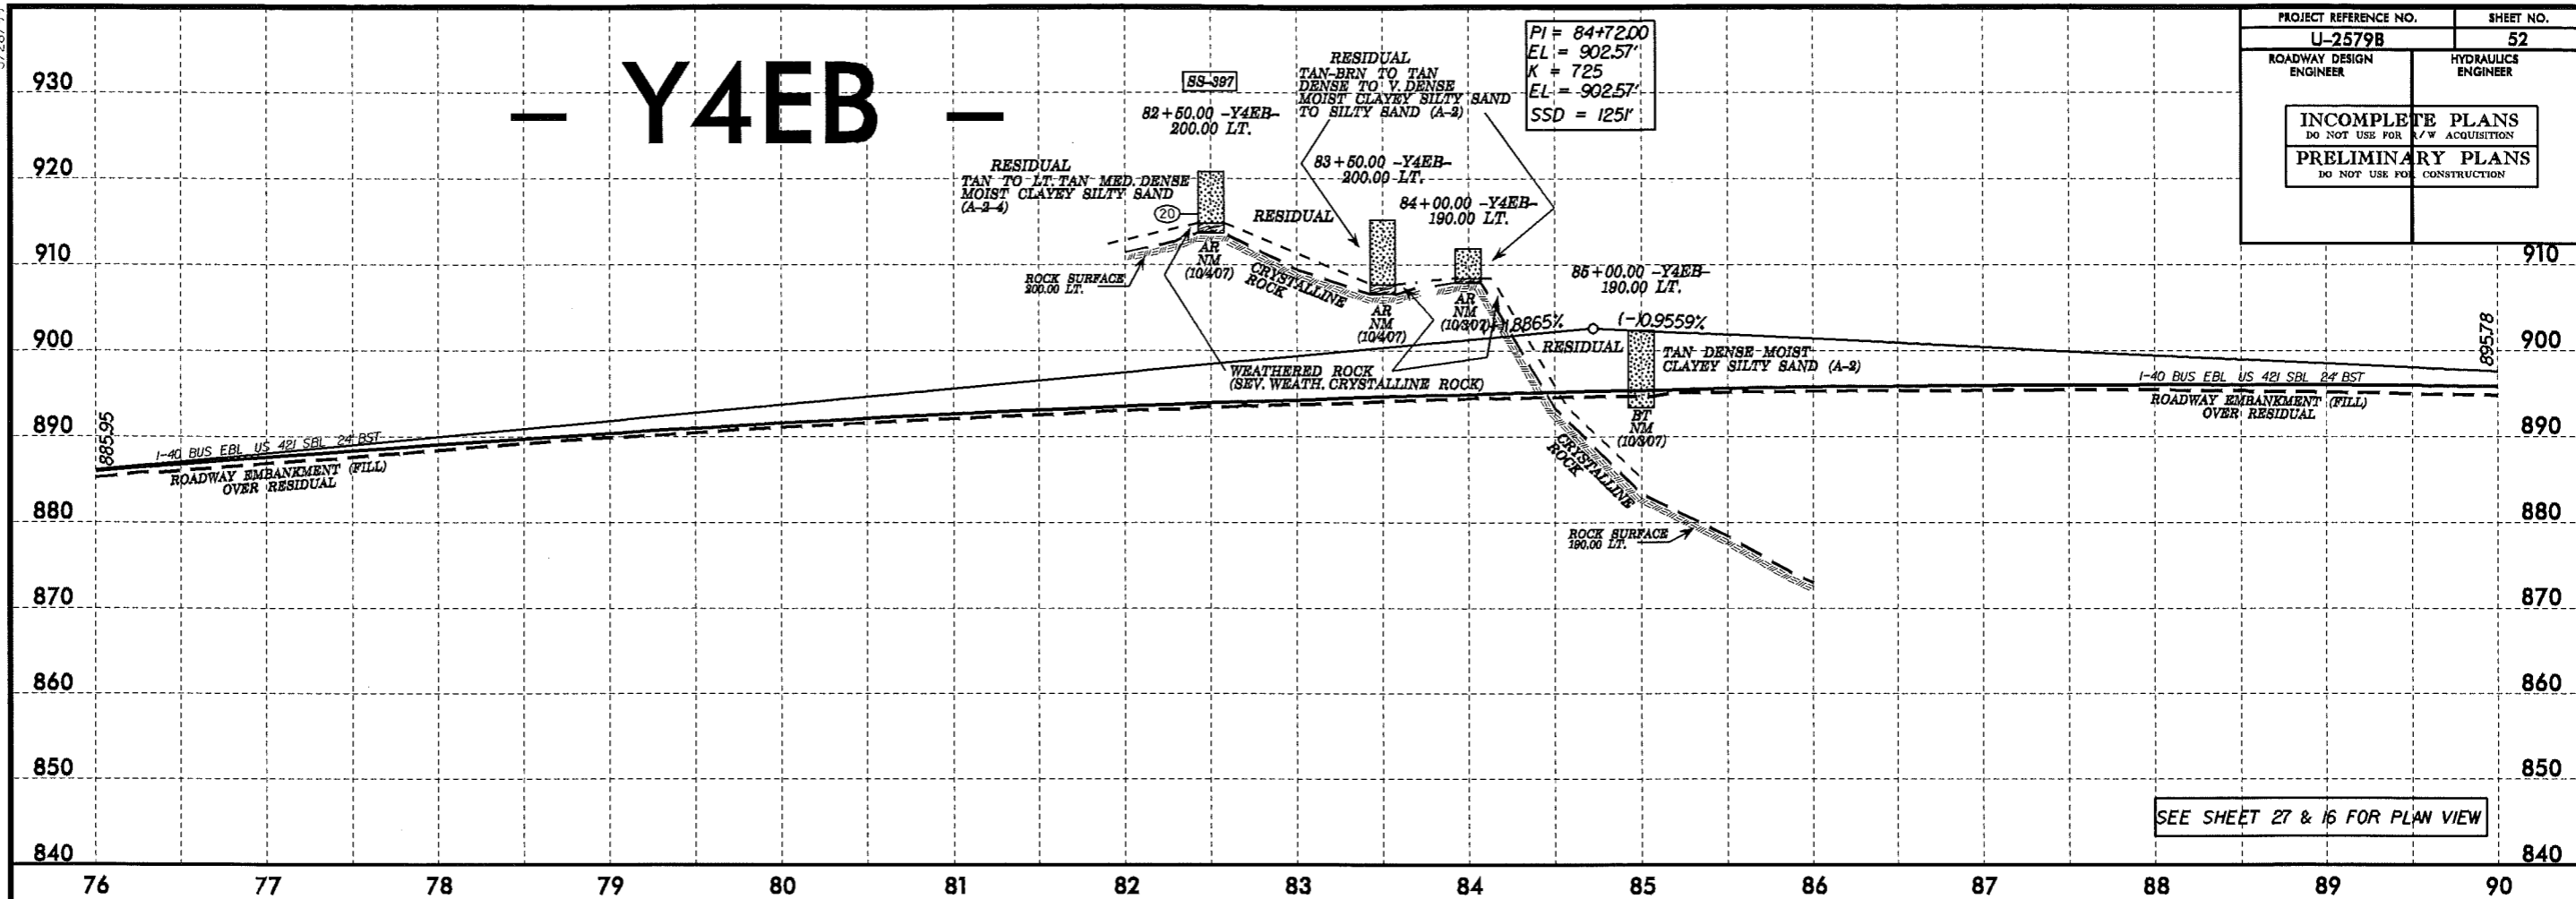 PROJECT REFERENCE NO.
SHEET NO.
U-2579B
52
ROADWAY DESIGN
ENGINEER
HYDRAULICS
ENGINEER
INCOMPLETE PLANS
DO NOT USE FOR R/W ACQUISITION
PRELIMINARY PLANS
DO NOT USE FOR CONSTRUCTION
– Y4EB –
PI = 84+72.00
EL = 902.57'
K = 725
EL = 902.57'
SSD = 1251'
SS-397
82+50.00 -Y4EB-
200.00 LT.
RESIDUAL
TAN-BRN TO TAN
DENSE TO V. DENSE
MOIST CLAYEY SILTY SAND
TO SILTY SAND (A-2)
RESIDUAL
TAN TO LT. TAN MED. DENSE
MOIST CLAYEY SILTY SAND
(A-2-4)
20
RESIDUAL
83+50.00 -Y4EB-
200.00 LT.
84+00.00 -Y4EB-
190.00 LT.
85+00.00 -Y4EB-
190.00 LT.
ROCK SURFACE
200.00 LT.
AR
NM
(10/4/07)
CRYSTALLINE
ROCK
AR
NM
(10/4/07)
AR
NM
(10/3/07)
(+)1.8865%
(-)0.9559%
RESIDUAL
TAN DENSE MOIST
CLAYEY SILTY SAND (A-2)
WEATHERED ROCK
(SEV. WEATH. CRYSTALLINE ROCK)
BT
NM
(10/3/07)
CRYSTALLINE
ROCK
ROCK SURFACE
190.00 LT.
885.95
I-40 BUS EBL US 421 SBL 24' BST
ROADWAY EMBANKMENT (FILL)
OVER RESIDUAL
895.78
I-40 BUS EBL US 421 SBL 24' BST
ROADWAY EMBANKMENT (FILL)
OVER RESIDUAL
SEE SHEET 27 & 16 FOR PLAN VIEW
930
920
910
900
890
880
870
860
850
840
910
900
890
880
870
860
850
840
76 77 78 79 80 81 82 83 84 85 86 87 88 89 90